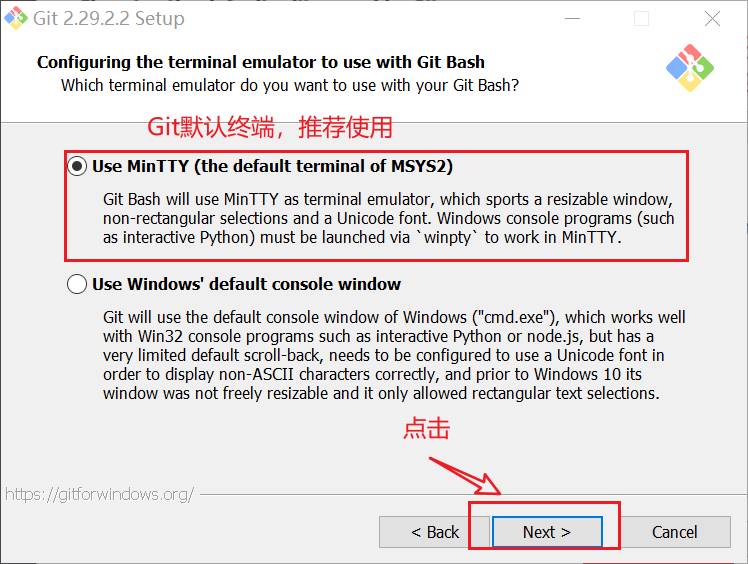 Git 2.29.2.2 Setup
Configuring the terminal emulator to use with Git Bash
Which terminal emulator do you want to use with your Git Bash?
Git默认终端，推荐使用
Use MinTTY (the default terminal of MSYS2)
Git Bash will use MinTTY as terminal emulator, which sports a resizable window,
non-rectangular selections and a Unicode font. Windows console programs (such
as interactive Python) must be launched via `winpty` to work in MinTTY.
Use Windows' default console window
Git will use the default console window of Windows ("cmd.exe"), which works well
with Win32 console programs such as interactive Python or node.js, but has a
very limited default scroll-back, needs to be configured to use a Unicode font in
order to display non-ASCII characters correctly, and prior to Windows 10 its
window was not freely resizable and it only allowed rectangular text selections.
点击
https://gitforwindows.org/
< Back
Next >
Cancel